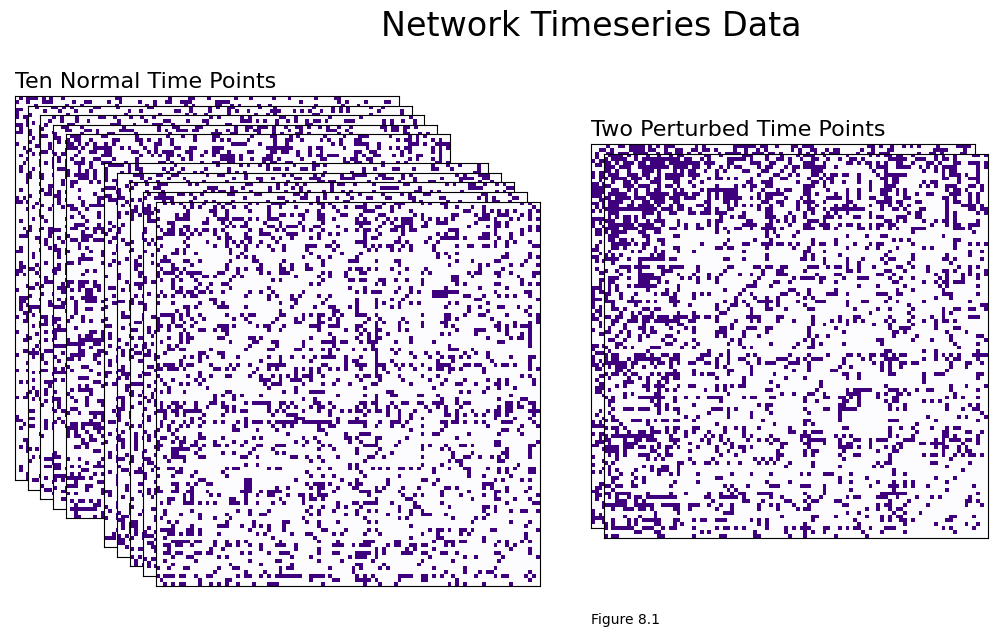 Network Timeseries Data
Ten Normal Time Points
Two Perturbed Time Points
Figure 8.1